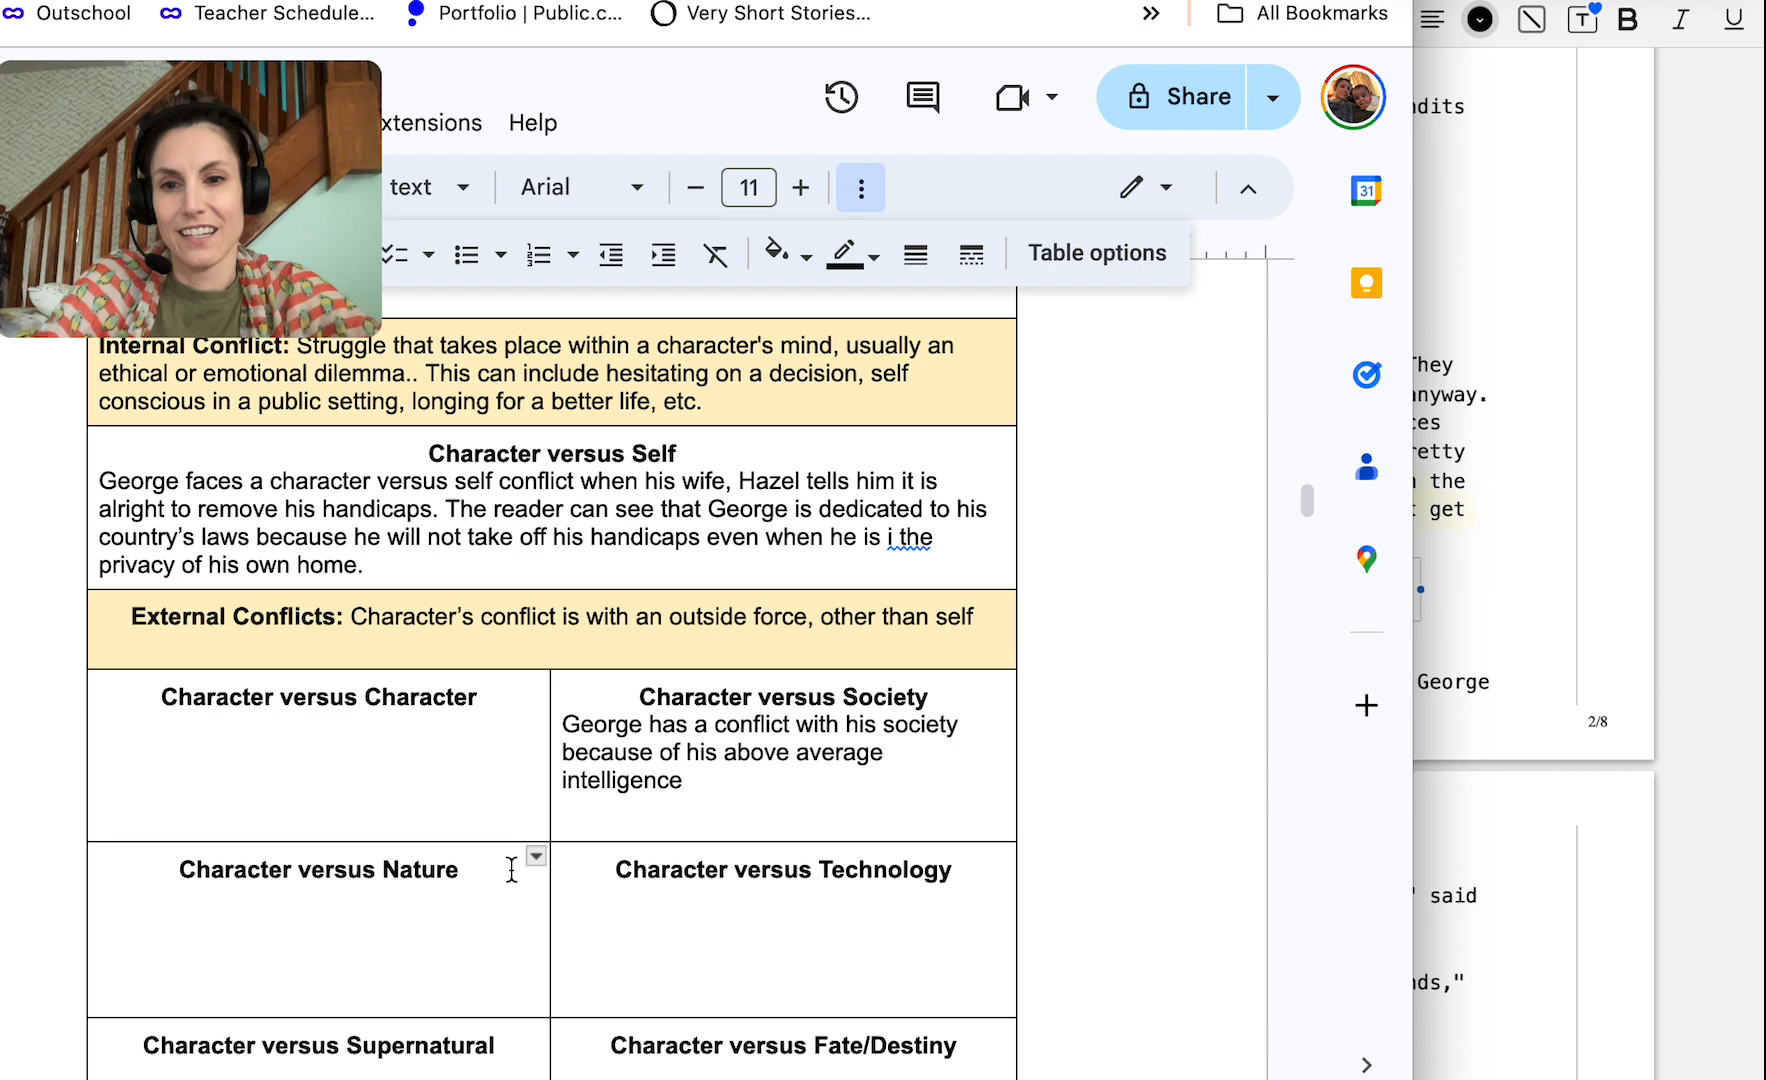 Outschool
Teacher Schedule...
Portfolio | Public.c...
Very Short Stories...
All Bookmarks
B I U
T
Help
Share
text
Arial
11
31
Table options
Internal Conflict: Struggle that takes place within a character's mind, usually an
ethical or emotional dilemma.. This can include hesitating on a decision, self
conscious in a public setting, longing for a better life, etc.
Character versus Self
George faces a character versus self conflict when his wife, Hazel tells him it is
alright to remove his handicaps. The reader can see that George is dedicated to his
country's laws because he will not take off his handicaps even when he is i the
privacy of his own home.
External Conflicts: Character's conflict is with an outside force, other than self
Character versus Character
Character versus Society
George has a conflict with his society
because of his above average
intelligence
Character versus Nature
Character versus Technology
Character versus Supernatural
Character versus Fate/Destiny
the
get
George
2/8
said